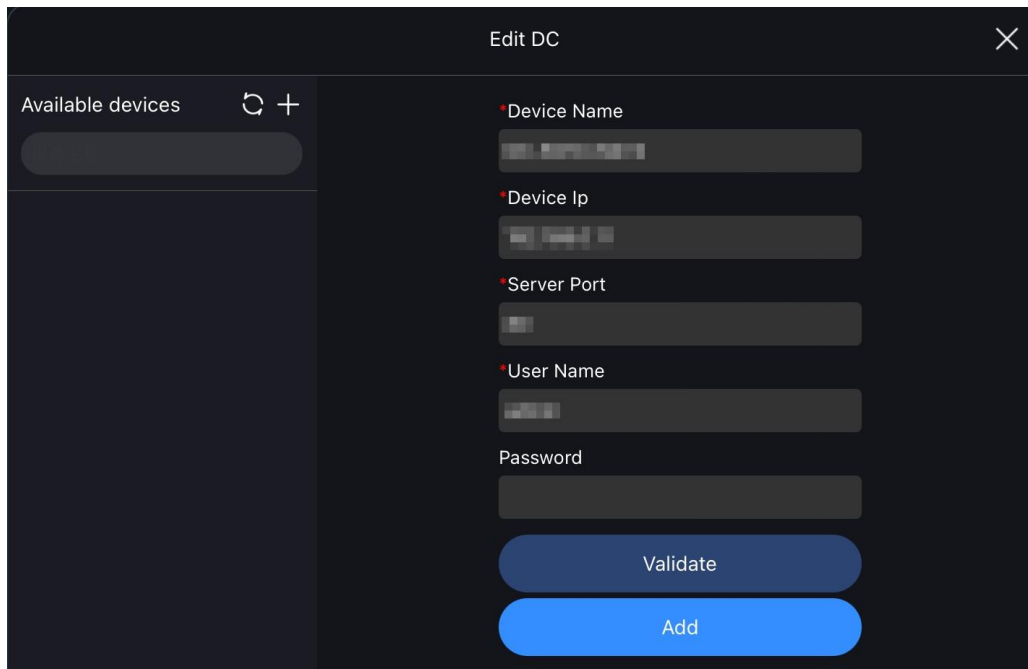 Edit DC
Available devices
*Device Name
*Device Ip
*Server Port
*User Name
Password
Validate
Add